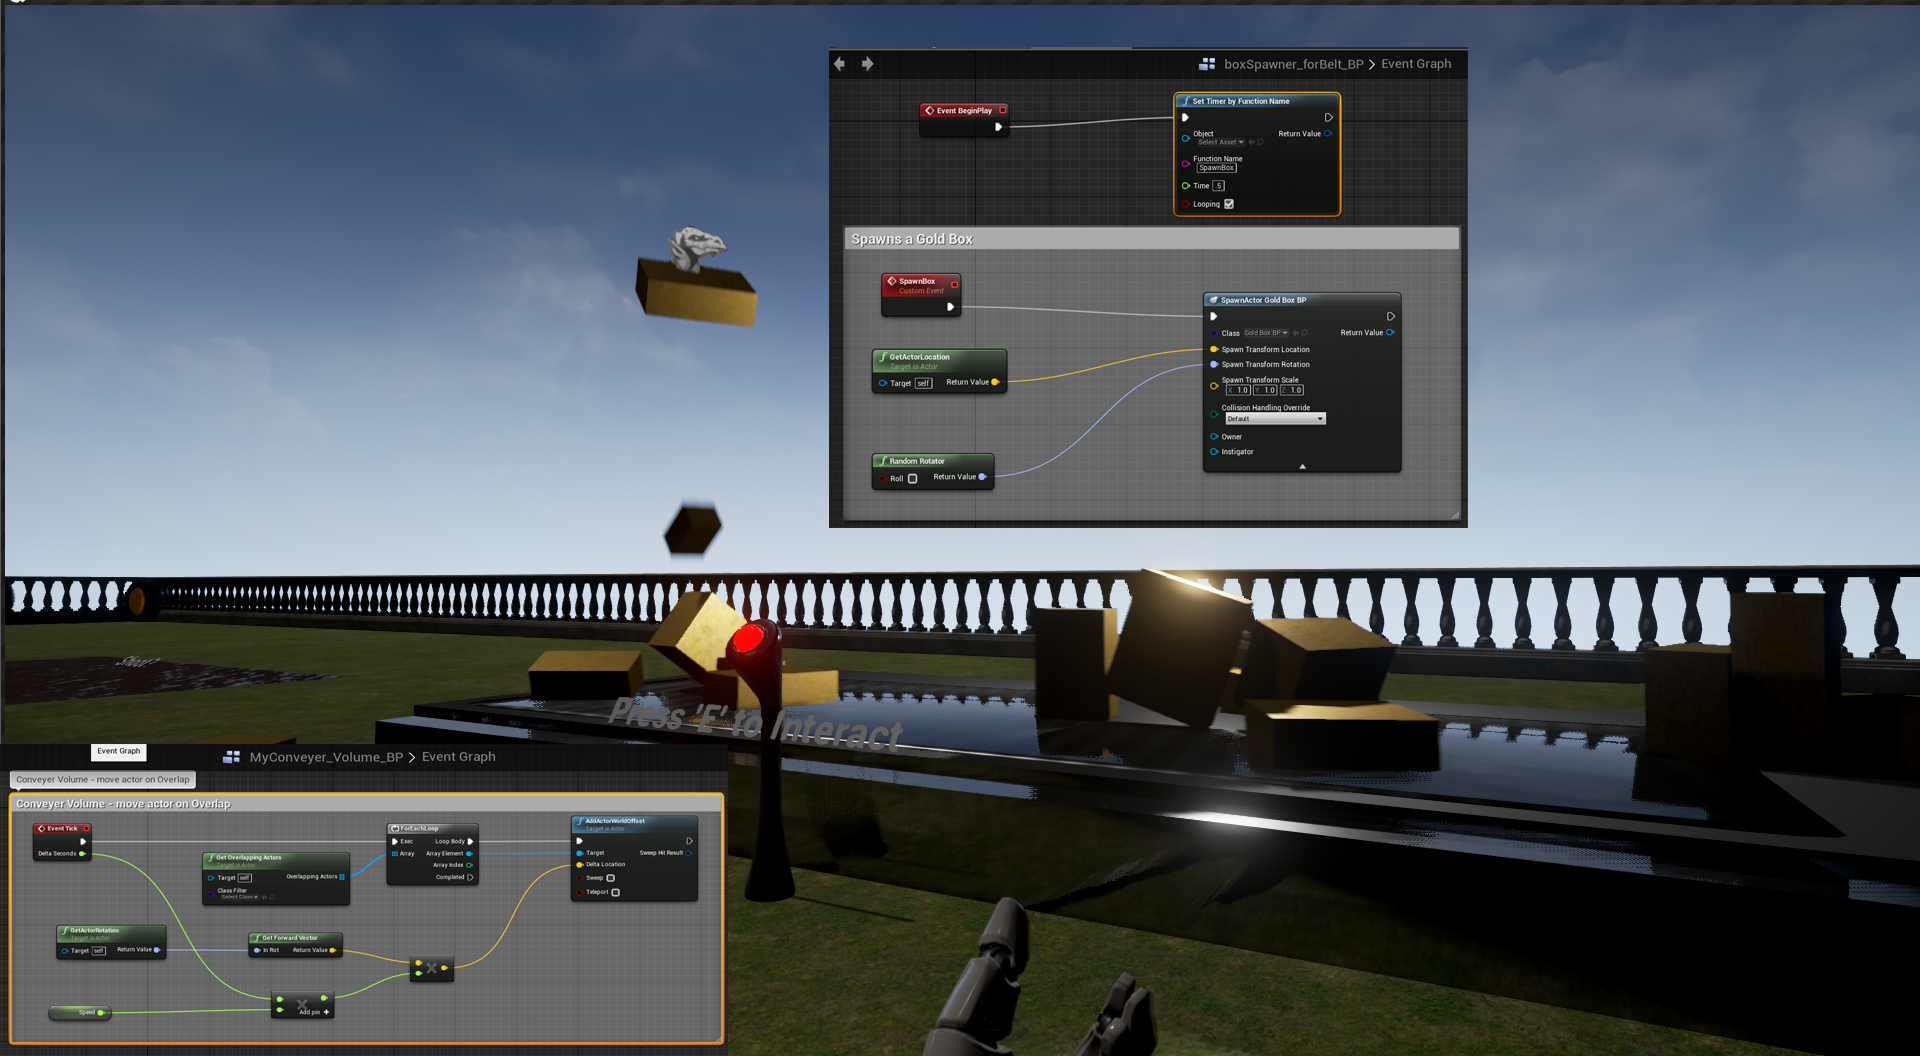 boxSpawner_forBelt_BP > Event Graph
Event BeginPlay
Set Timer by Function Name
Object
Select Asset
Return Value
Function Name
SpawnBox
Time .5
Looping
Spawns a Gold Box
SpawnBox
Custom Event
SpawnActor Gold Box BP
Class Gold Box BP
Return Value
Spawn Transform Location
Spawn Transform Rotation
Spawn Transform Scale
X 1.0 Y 1.0 Z 1.0
Collision Handling Override
Default
Owner
Instigator
GetActorLocation
Target is Actor
Target self Return Value
Random Rotator
Roll Return Value
Press 'E' to Interact
Event Graph
MyConveyer_Volume_BP > Event Graph
Conveyer Volume - move actor on Overlap
Conveyer Volume - move actor on Overlap
Event Tick
Delta Seconds
Get Overlapping Actors
Target is Actor
Target self Overlapping Actors
Class Filter
Select Class
ForEachLoop
Exec Loop Body
Array Array Element
Array Index
Completed
AddActorWorldOffset
Target is Actor
Target Sweep Hit Result
Delta Location
Sweep
Teleport
GetActorRotation
Target is Actor
Target self Return Value
Get Forward Vector
In Rot Return Value
Speed
Add pin +